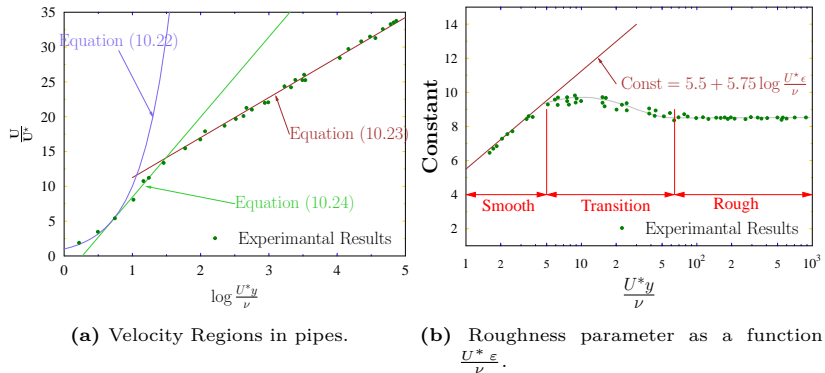 35
30
25
20
15
10
5
0
U/U*
0 1 2 3 4 5
log U*y/ν
Equation (10.22)
Equation (10.23)
Equation (10.24)
Experimantal Results
(a) Velocity Regions in pipes.
14
12
10
8
6
4
2
Constant
1 5 10 5 10² 5 10³
U*y/ν
Const = 5.5 + 5.75 log U*ε/ν
Smooth Transition Rough
Experimantal Results
(b) Roughness parameter as a function
U* ε/ν.